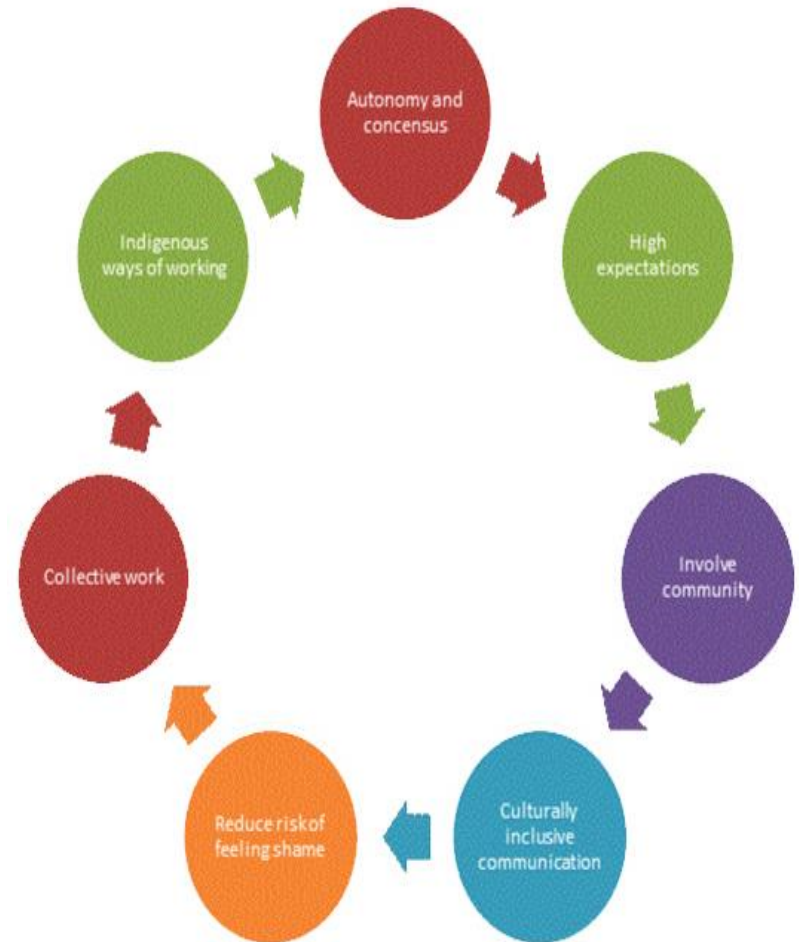 Autonomy and
concensus
High
expectations
Involve
community
Culturally
inclusive
communication
Reduce risk of
feeling shame
Collective work
Indigenous
ways of working